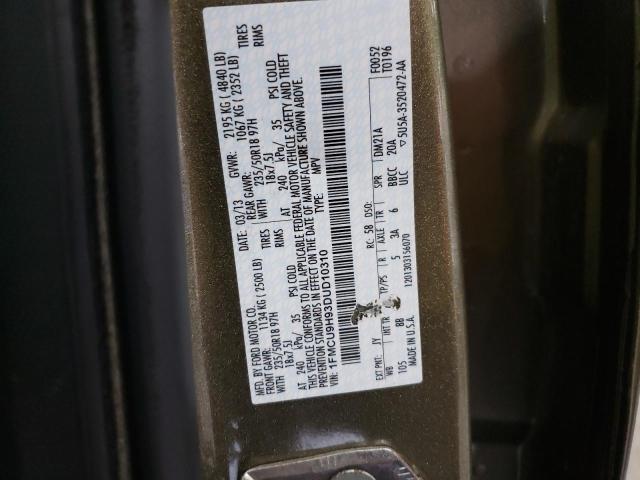 MFD. BY FORD MOTOR CO.
DATE: 03/13 GVWR: 2195 KG ( 4840 LB)
FRONT GAWR: 1134 KG ( 2500 LB) REAR GAWR: 1067 KG ( 2352 LB)
WITH 235/50R18 97H TIRES WITH 235/50R18 97H TIRES
18x7.5J RIMS 18x7.5J RIMS
AT 240 kPa/ 35 PSI COLD AT 240 kPa/ 35 PSI COLD
THIS VEHICLE CONFORMS TO ALL APPLICABLE FEDERAL MOTOR VEHICLE SAFETY AND THEFT
PREVENTION STANDARDS IN EFFECT ON THE DATE OF MANUFACTURE SHOWN ABOVE.
VIN: 1FMCU9H93DUD10310 MPV
F0052
T0196
EXT PNT: JY RC: 58 DSO:
WB INT TR TP/PS R AXLE TR SPR DM21A
105 BB 5 3A 6 BBCC 20A
MADE IN U.S.A. ULC
1201303156070 5U5A-3520472-AA